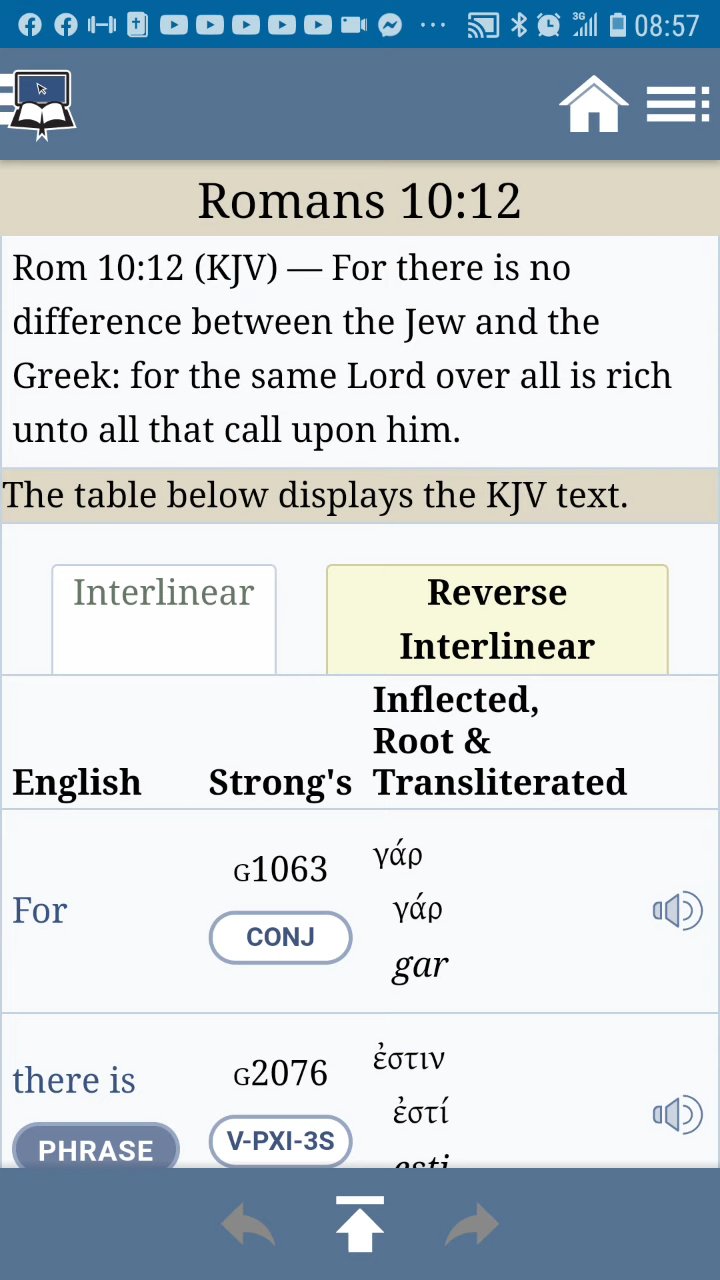 3G 08:57
Romans 10:12
Rom 10:12 (KJV) — For there is no
difference between the Jew and the
Greek: for the same Lord over all is rich
unto all that call upon him.
The table below displays the KJV text.
Interlinear
Reverse
Interlinear
English
Strong's
Inflected,
Root &
Transliterated
For
G1063
CONJ
γάρ
γάρ
gar
there is
PHRASE
G2076
V-PXI-3S
ἐστιν
ἐστί
esti